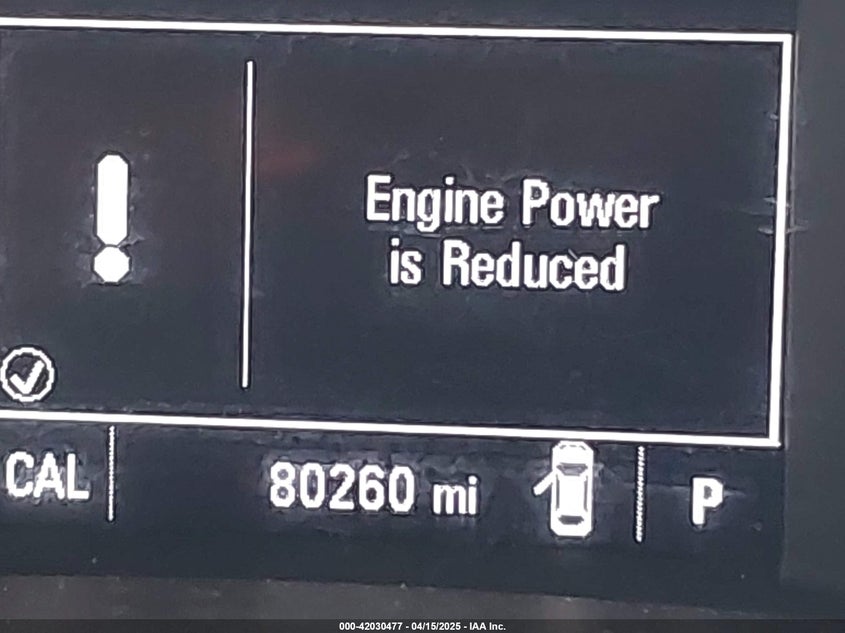 Engine Power
is Reduced
CAL 80260 mi P
000-42030477 - 04/15/2025 - IAA Inc.